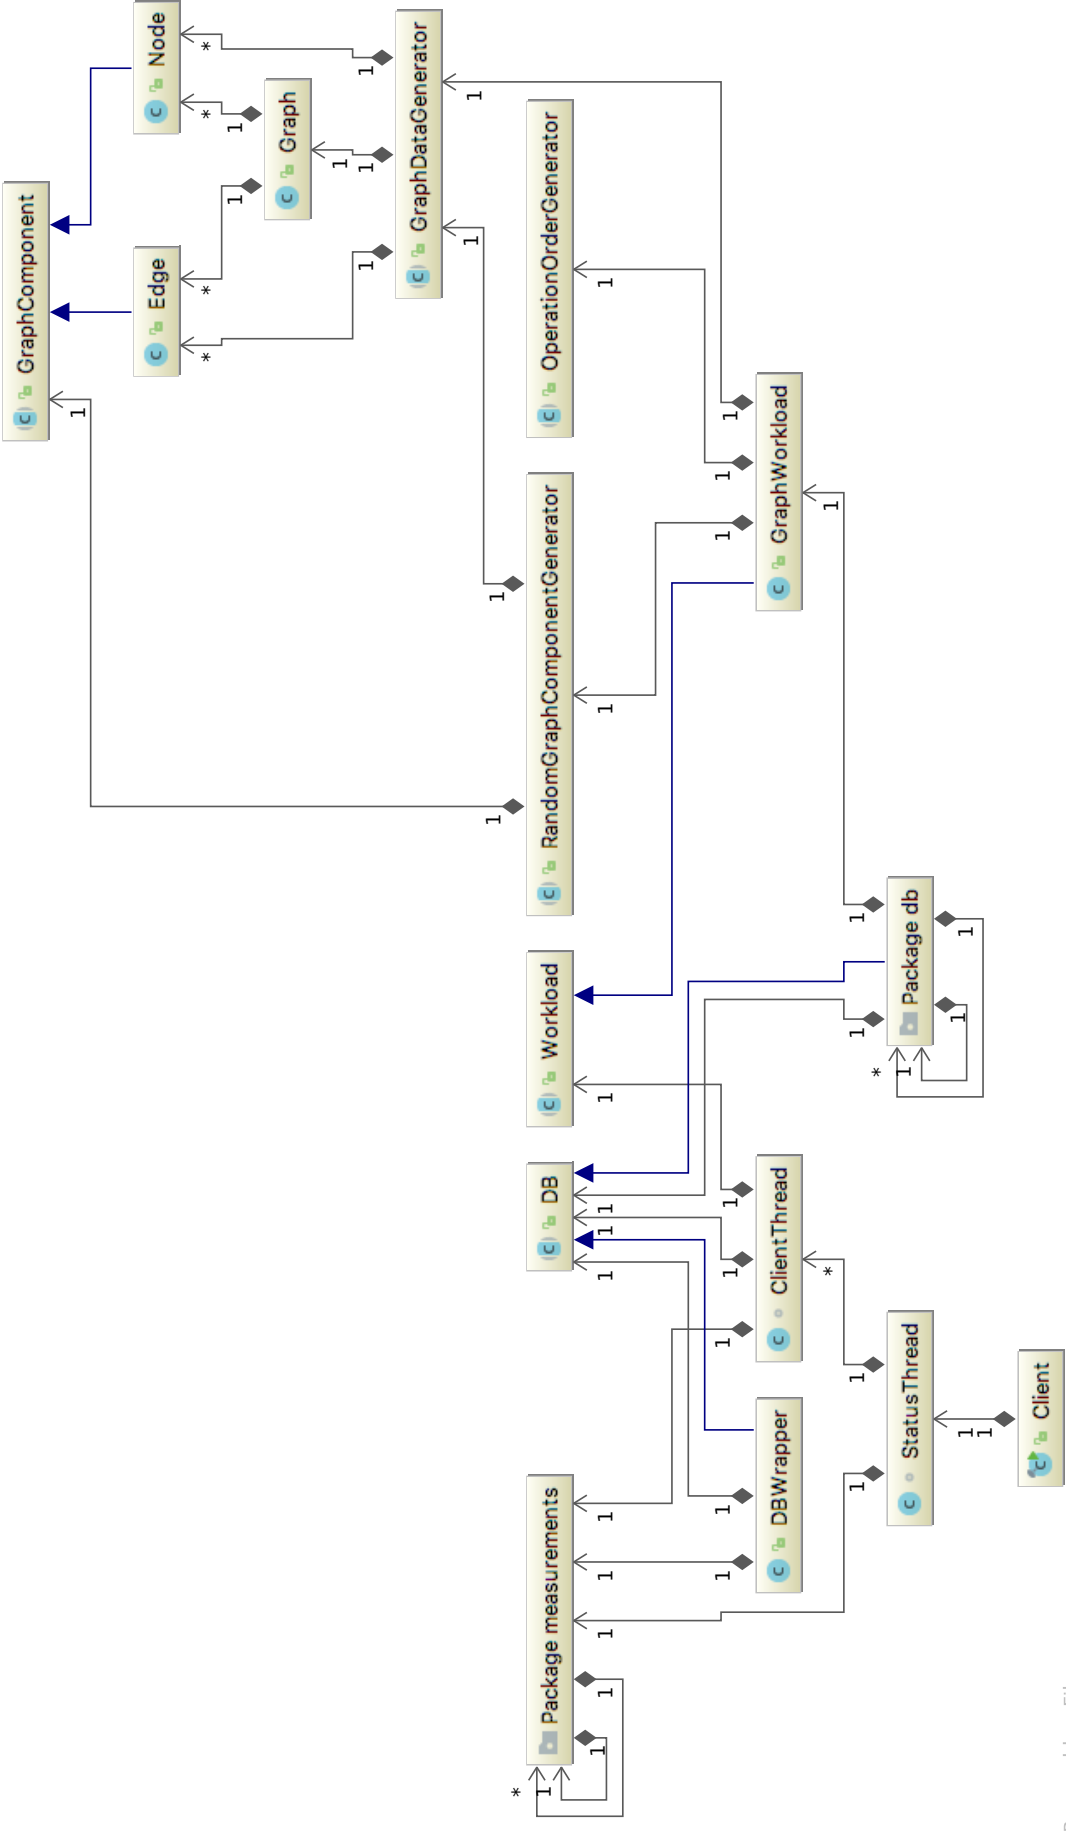 GraphComponent
Node
Edge
Graph
GraphDataGenerator
OperationOrderGenerator
RandomGraphComponentGenerator
Workload
DB
Package measurements
GraphWorkload
ClientThread
DBWrapper
Package db
StatusThread
Client